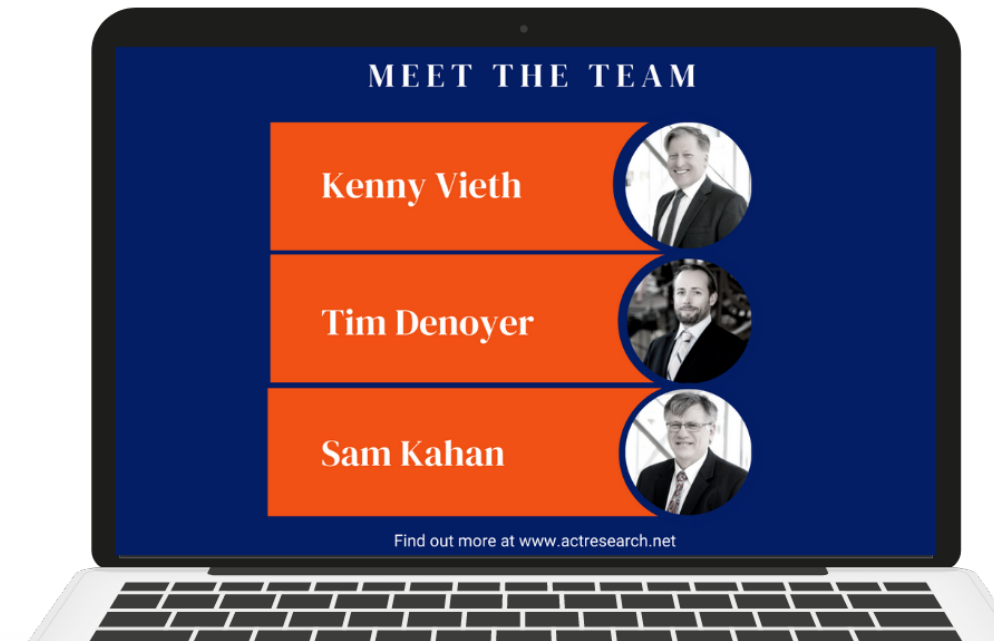 MEET THE TEAM
Kenny Vieth
Tim Denoyer
Sam Kahan
Find out more at www.actresearch.net